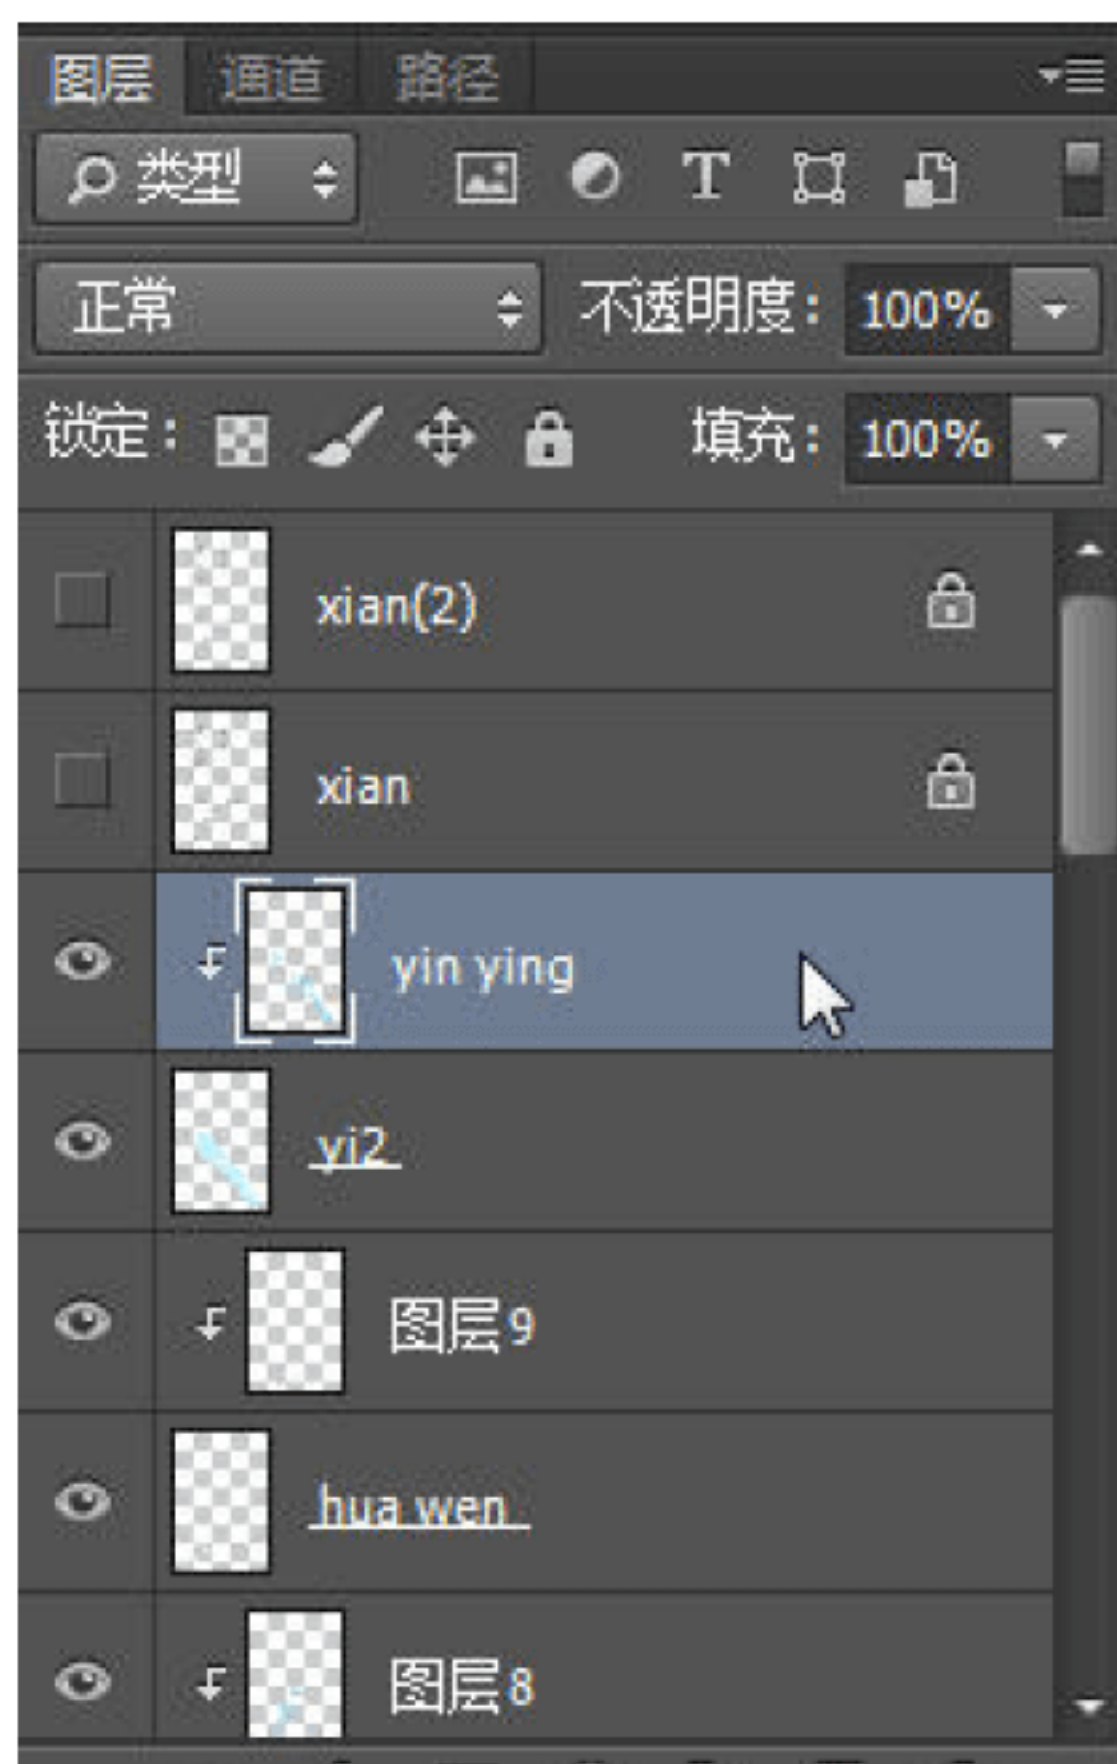 图层 通道 路径
类型 T
正常 不透明度： 100%
锁定： 填充： 100%
xian(2)
xian
yin ying
yi2
图层9
hua wen
图层8